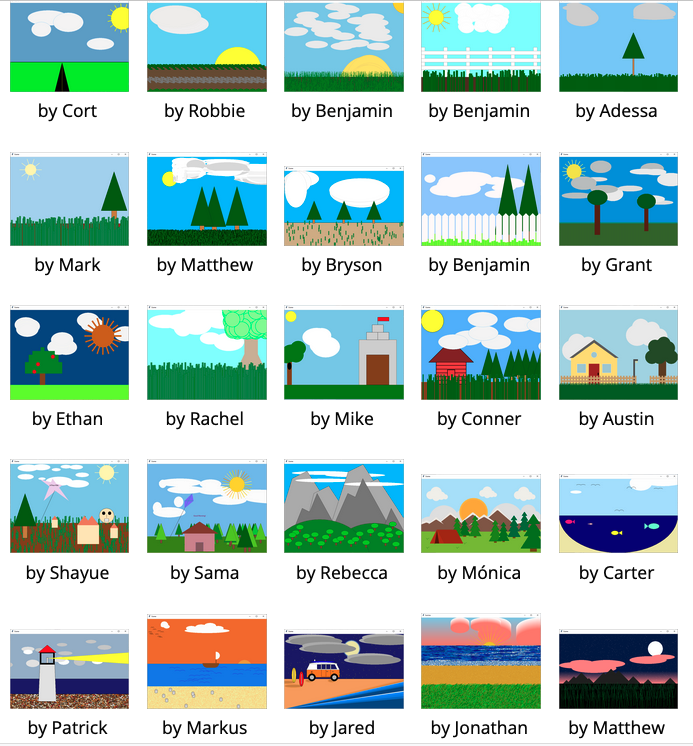 by Cort
by Robbie
by Benjamin
by Benjamin
by Adessa
by Mark
by Matthew
by Bryson
by Benjamin
by Grant
by Ethan
by Rachel
by Mike
by Conner
by Austin
by Shayue
by Sama
by Rebecca
by Mónica
by Carter
by Patrick
by Markus
by Jared
by Jonathan
by Matthew